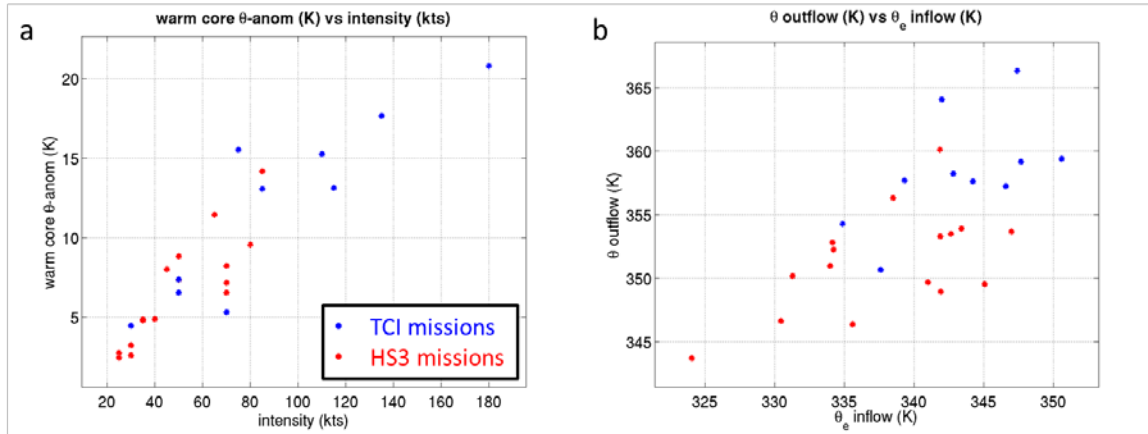 a
warm core θ-anom (K) vs intensity (kts)
warm core θ-anom (K)
20
15
10
5
20 40 60 80 100 120 140 160 180
intensity (kts)
TCI missions
HS3 missions
b
θ outflow (K) vs θe inflow (K)
θ outflow (K)
365
360
355
350
345
325 330 335 340 345 350
θe inflow (K)